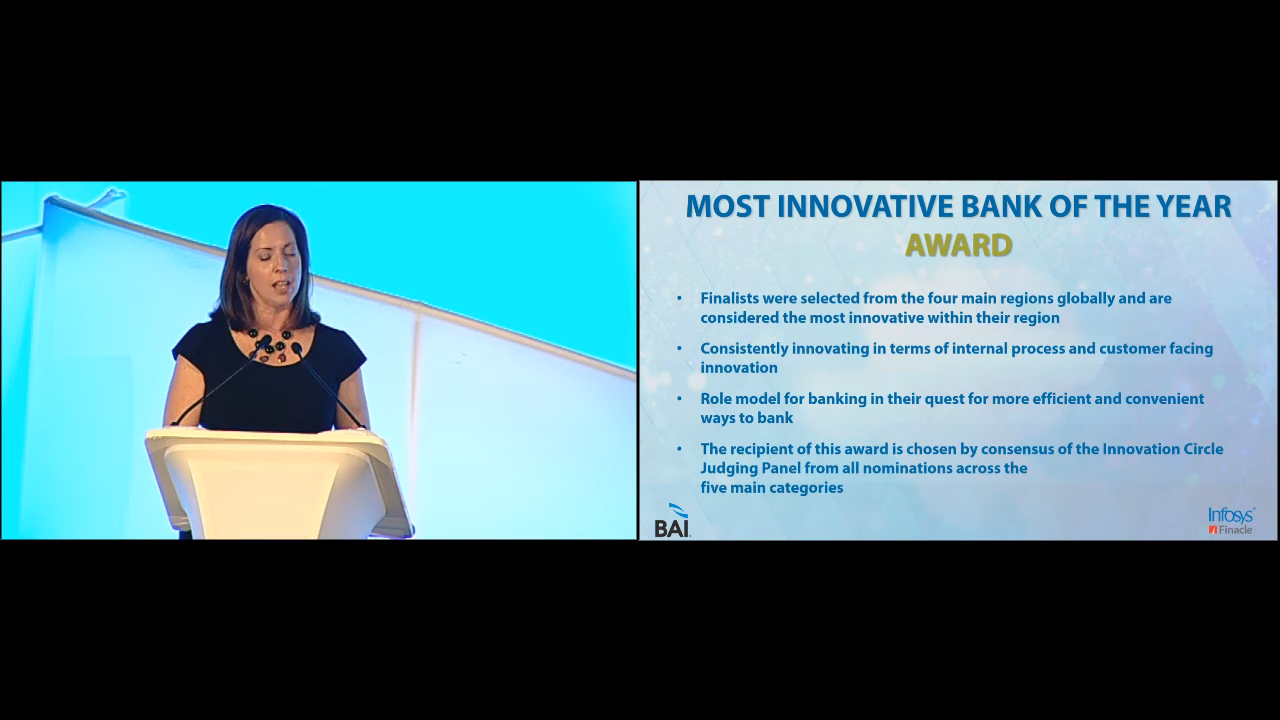 MOST INNOVATIVE BANK OF THE YEAR
AWARD
• Finalists were selected from the four main regions globally and are
considered the most innovative within their region
• Consistently innovating in terms of internal process and customer facing
innovation
• Role model for banking in their quest for more efficient and convenient
ways to bank
• The recipient of this award is chosen by consensus of the Innovation Circle
Judging Panel from all nominations across the
five main categories
BAI
Infosys
Finacle